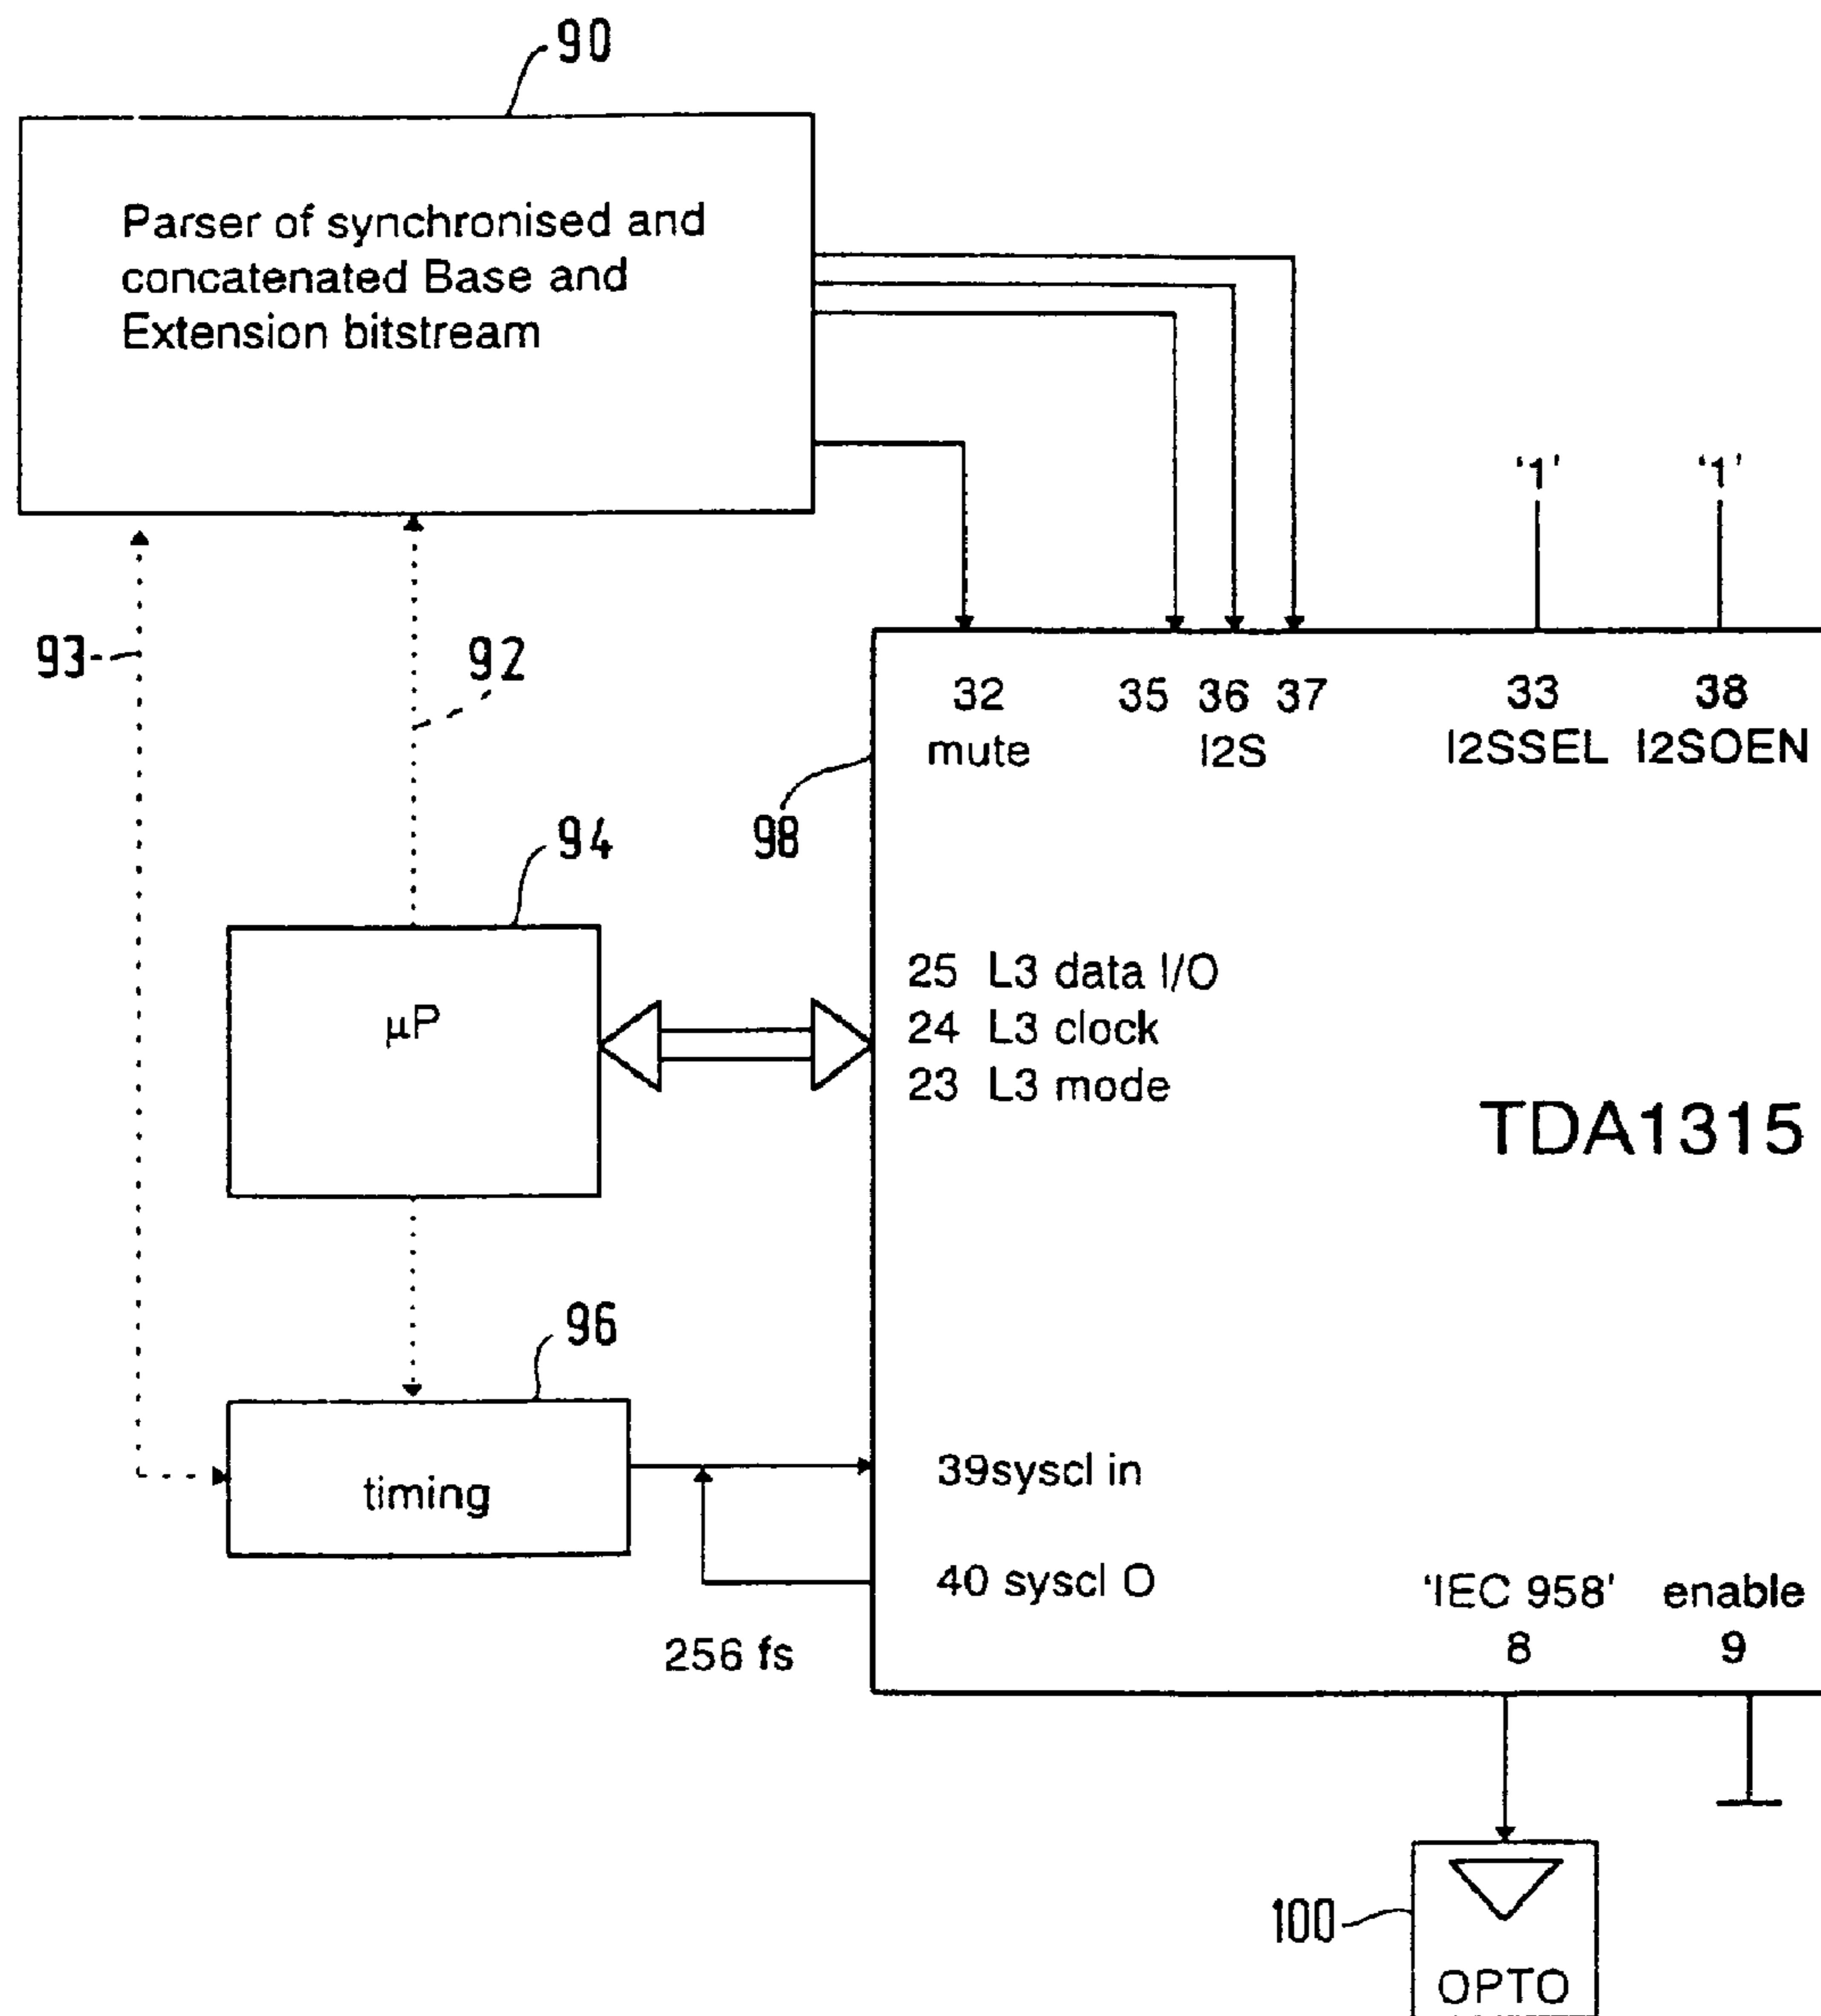 90
Parser of synchronised and
concatenated Base and
Extension bitstream
'1' '1'
93 92
32 35 36 37 33 38
mute I2S I2SSEL I2SOEN
98
94
µP
25 L3 data I/O
24 L3 clock
23 L3 mode
TDA1315
96
timing
39syscl in
40 syscl O
256 fs
'IEC 958' enable
8 9
100
OPTO